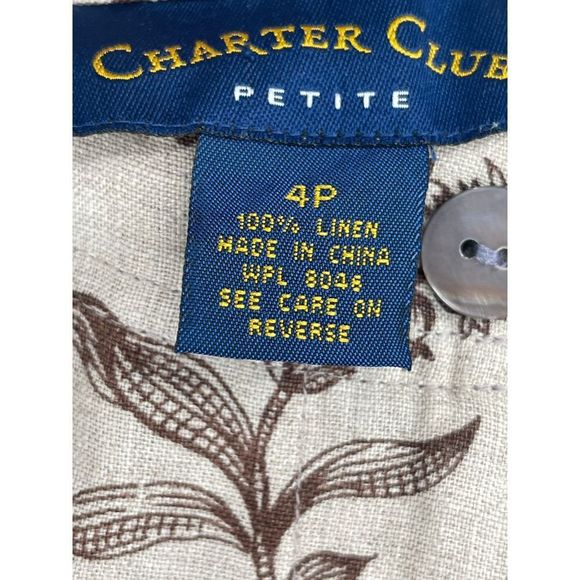 CHARTER CLUB
PETITE
4P
100% LINEN
MADE IN CHINA
WPL 8046
SEE CARE ON
REVERSE